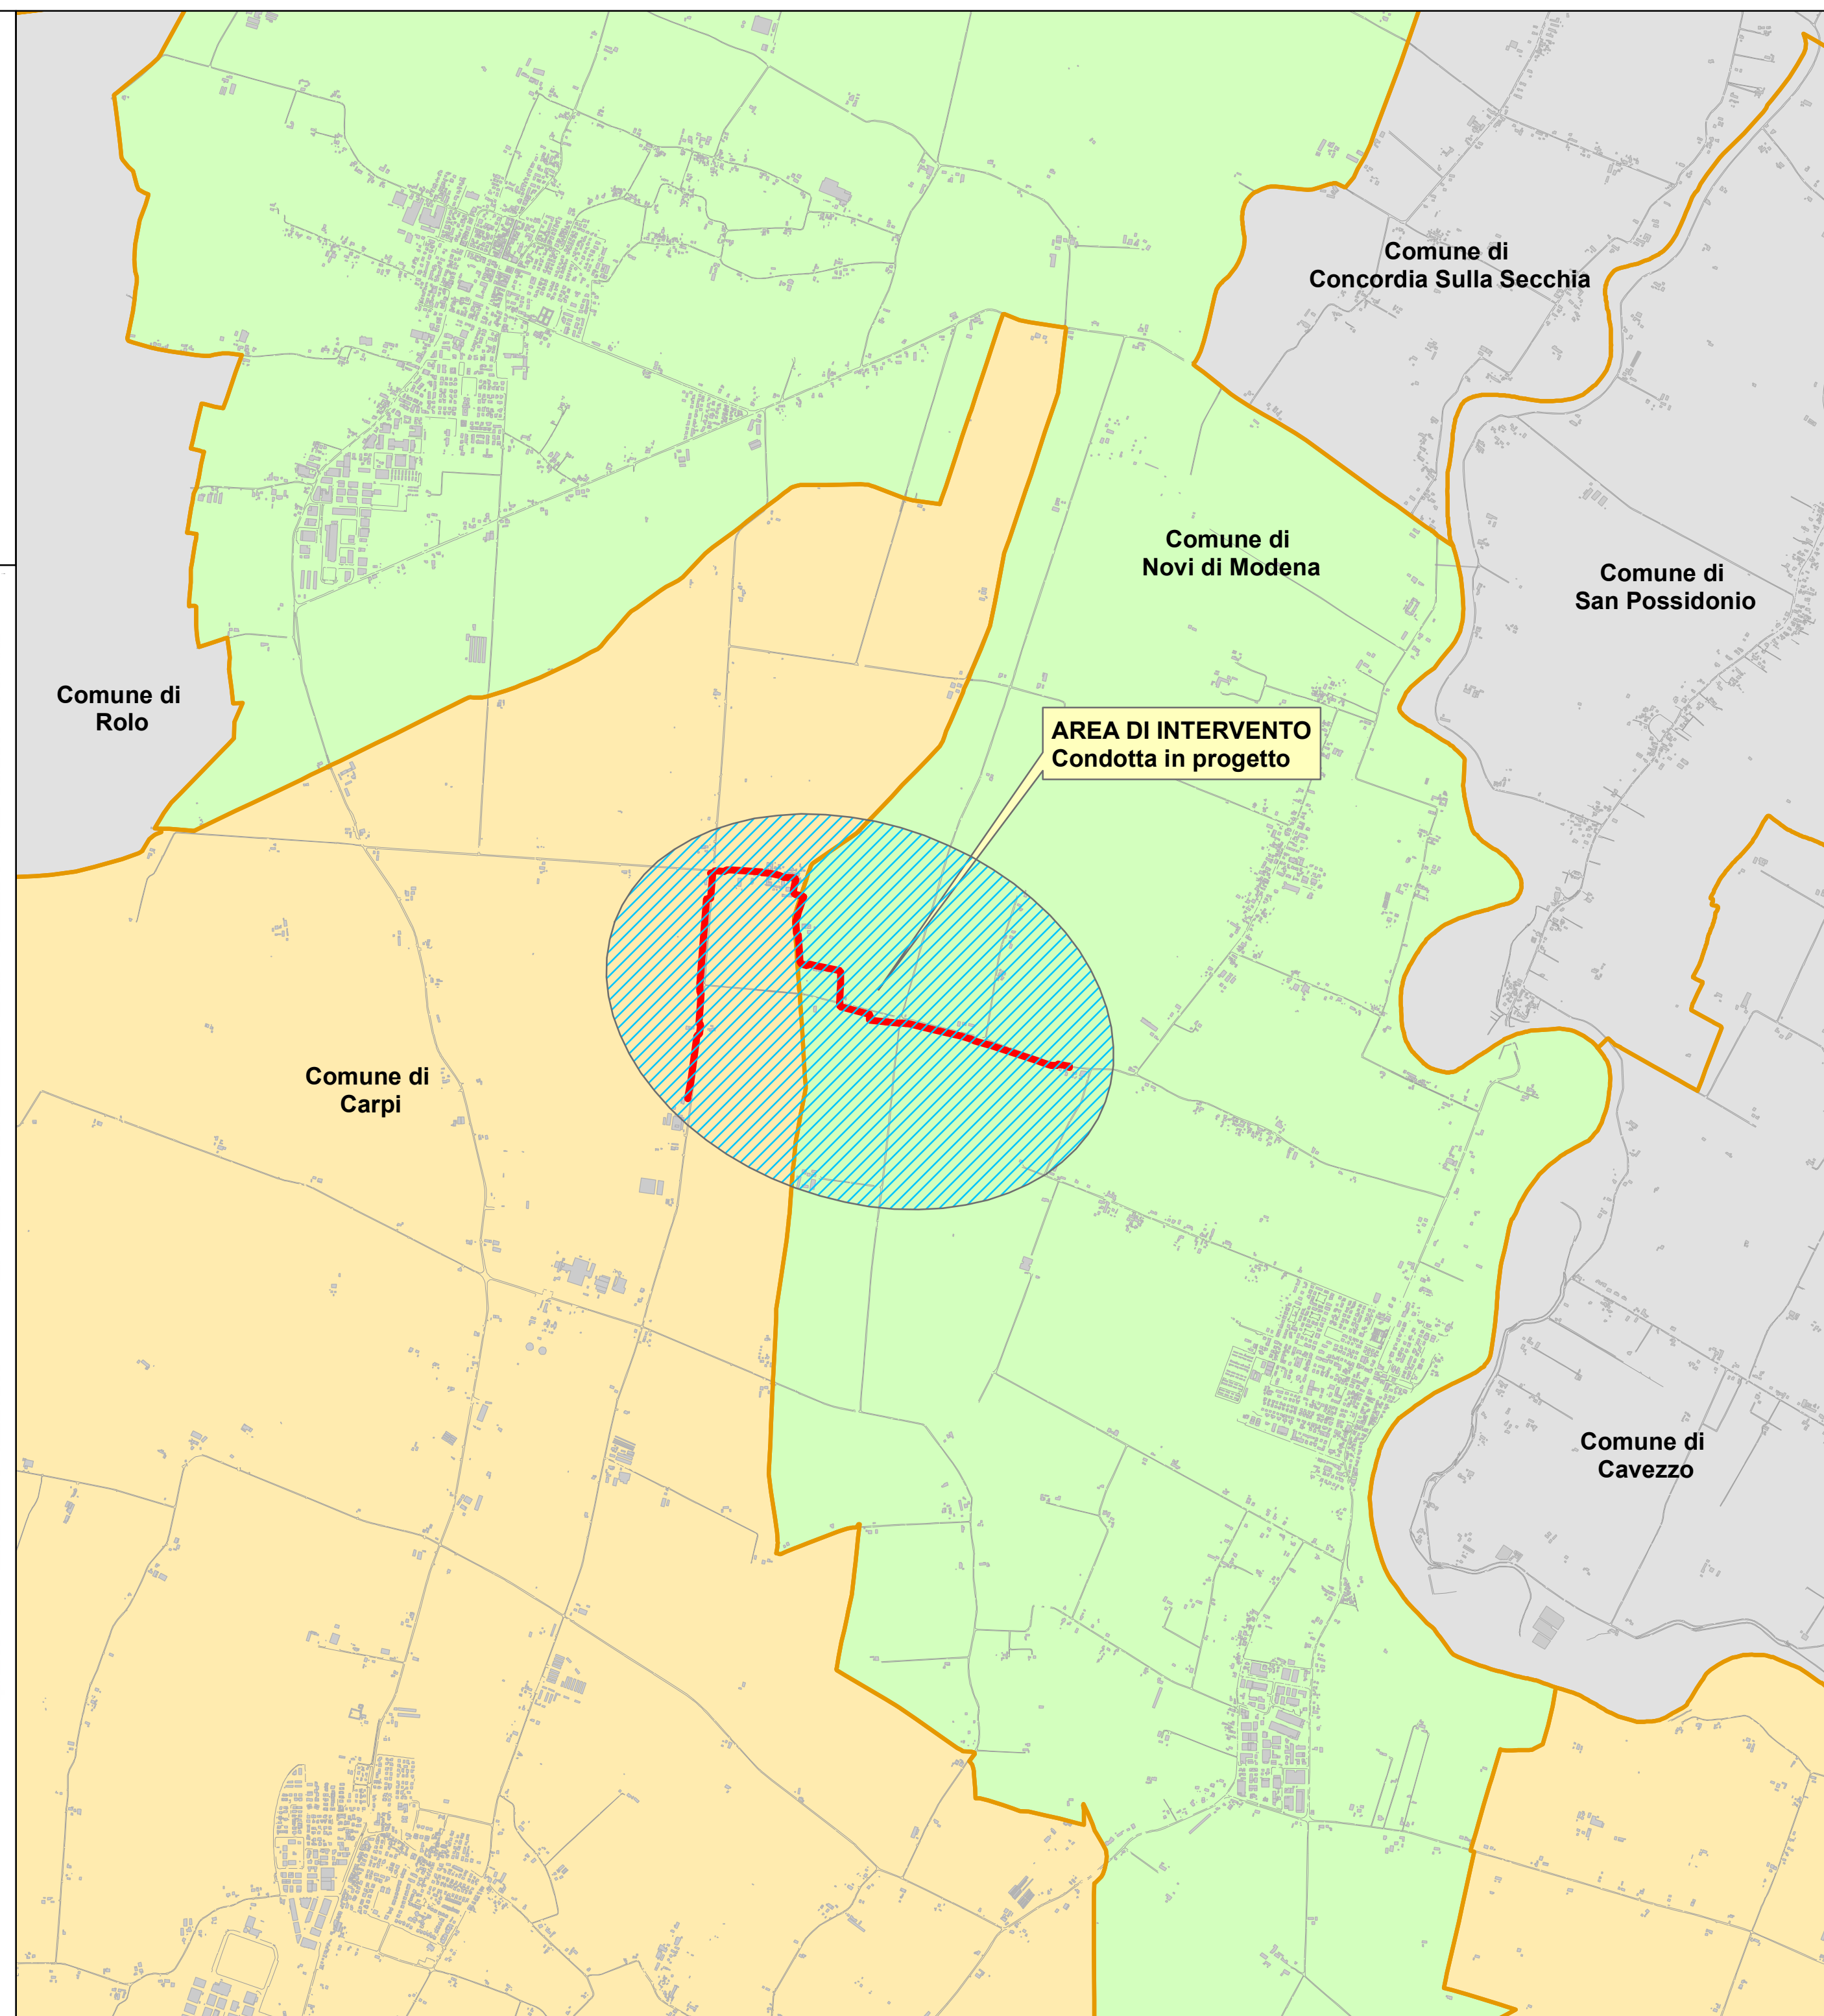 Comune di
Concordia Sulla Secchia
Comune di
Novi di Modena
Comune di
San Possidonio
Comune di
Rolo
AREA DI INTERVENTO
Condotta in progetto
Comune di
Carpi
Comune di
Cavezzo